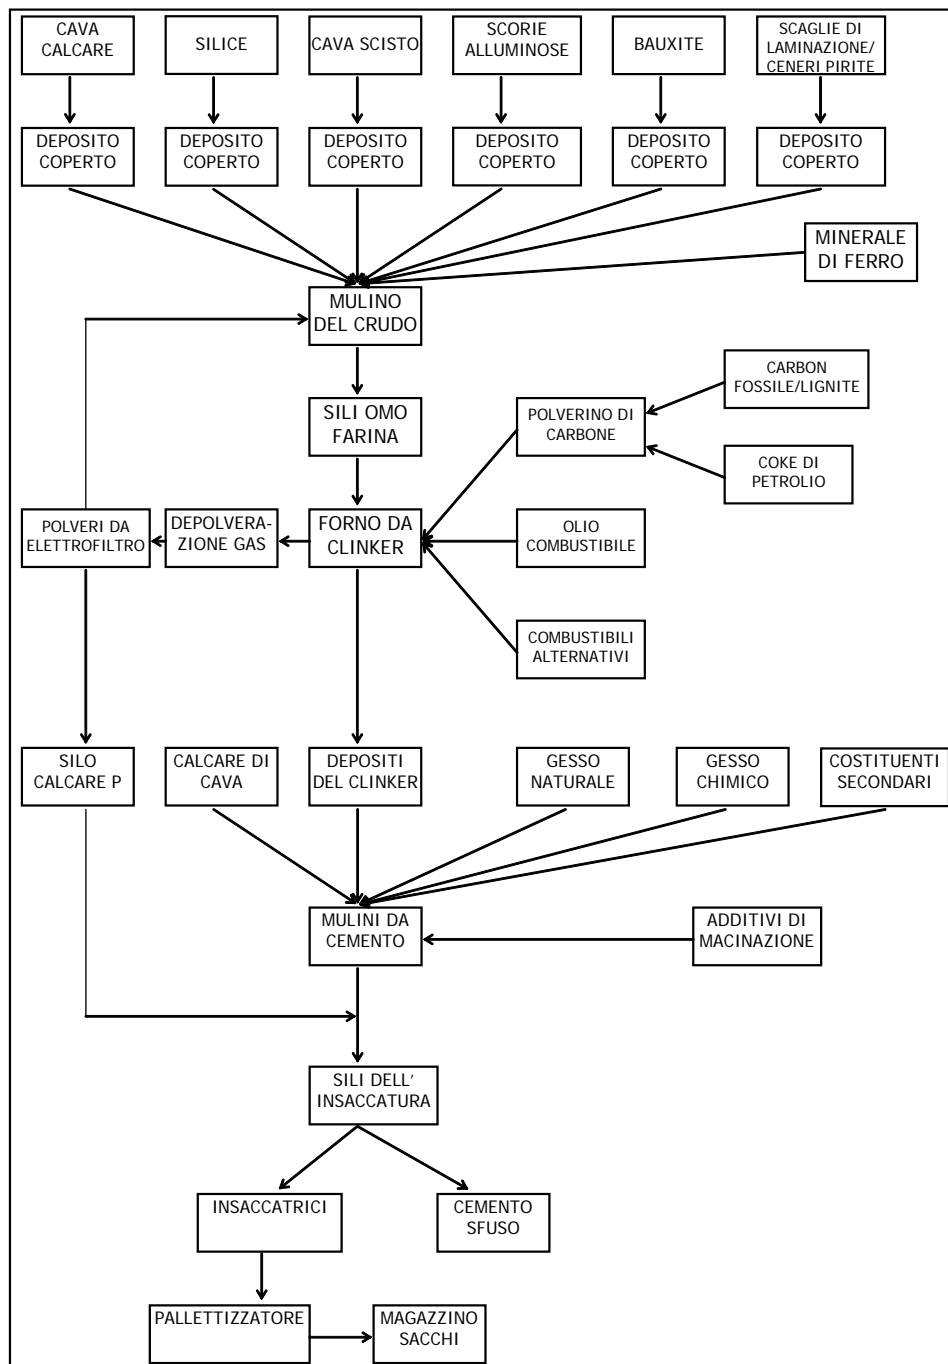 CAVA
CALCARE
SILICE
CAVA SCISTO
SCORIE
ALLUMINOSE
BAUXITE
SCAGLIE DI
LAMINAZIONE/
CENERI PIRITE
DEPOSITO
COPERTO
DEPOSITO
COPERTO
DEPOSITO
COPERTO
DEPOSITO
COPERTO
DEPOSITO
COPERTO
DEPOSITO
COPERTO
MINERALE
DI FERRO
MULINO
DEL CRUDO
SILI OMO
FARINA
POLVERINO DI
CARBONE
CARBON
FOSSILE/LIGNITE
COKE DI
PETROLIO
POLVERI DA
ELETTROFILTRO
DEPOLVERA-
ZIONE GAS
FORNO DA
CLINKER
OLIO
COMBUSTIBILE
COMBUSTIBILI
ALTERNATIVI
SILO
CALCARE P
CALCARE DI
CAVA
DEPOSITI
DEL CLINKER
GESSO
NATURALE
GESSO
CHIMICO
COSTITUENTI
SECONDARI
MULINI DA
CEMENTO
ADDITIVI DI
MACINAZIONE
SILI DELL'
INSACCATURA
INSACCATRICI
CEMENTO
SFUSO
PALLETTIZZATORE
MAGAZZINO
SACCHI